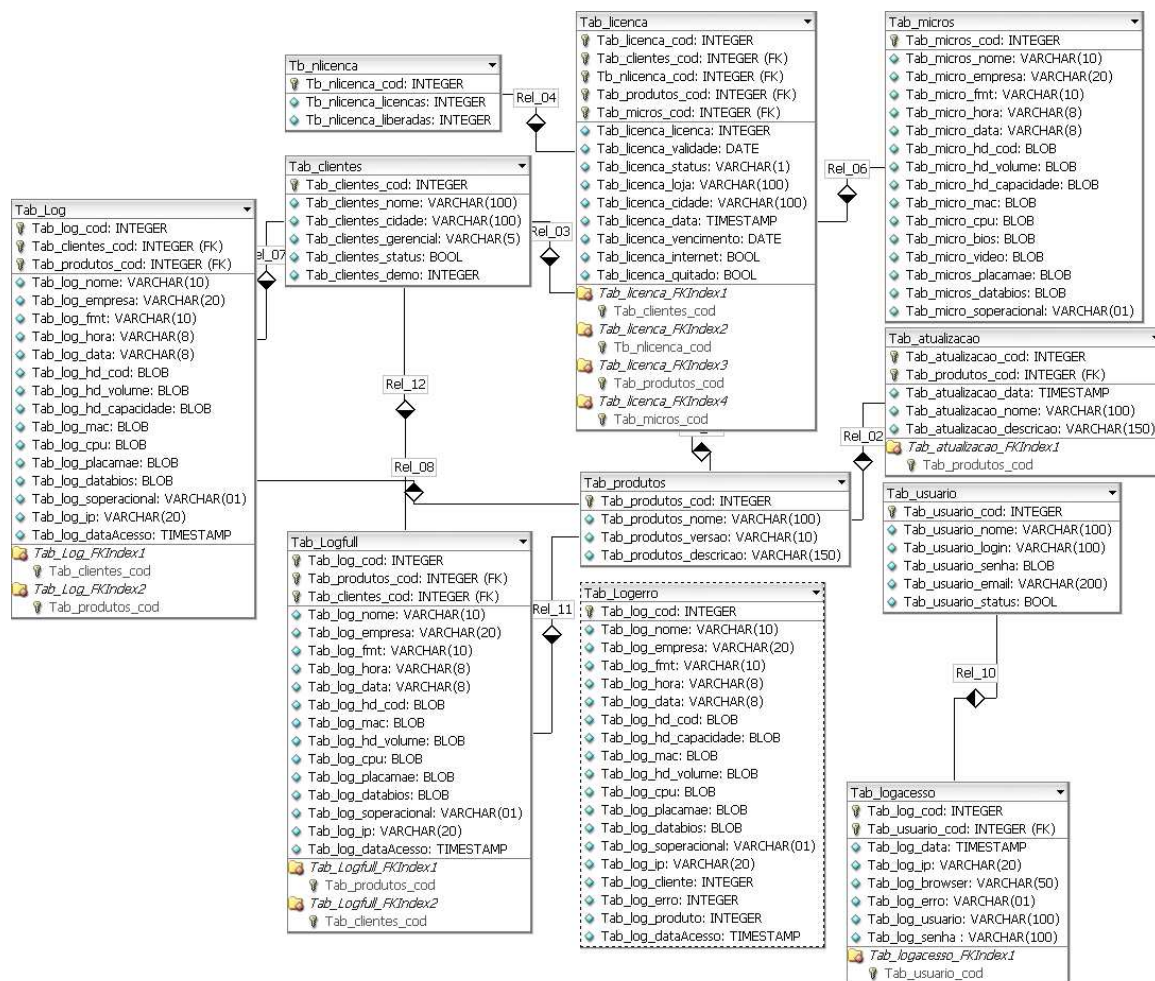 Tb_nlicenca
Tb_nlicenca_cod: INTEGER
Tb_nlicenca_licencas: INTEGER
Tb_nlicenca_liberadas: INTEGER
Rel_04
Tab_licenca
Tab_licenca_cod: INTEGER
Tab_clientes_cod: INTEGER (FK)
Tb_nlicenca_cod: INTEGER (FK)
Tab_produtos_cod: INTEGER (FK)
Tab_micros_cod: INTEGER (FK)
Tab_licenca_licenca: INTEGER
Tab_licenca_validade: DATE
Tab_licenca_status: VARCHAR(1)
Tab_licenca_loja: VARCHAR(100)
Tab_licenca_cidade: VARCHAR(100)
Tab_licenca_data: TIMESTAMP
Tab_licenca_vencimento: DATE
Tab_licenca_internet: BOOL
Tab_licenca_quitado: BOOL
Tab_licenca_FKIndex1
Tab_clientes_cod
Tab_licenca_FKIndex2
Tb_nlicenca_cod
Tab_licenca_FKIndex3
Tab_produtos_cod
Tab_licenca_FKIndex4
Tab_micros_cod
Rel_06
Tab_micros
Tab_micros_cod: INTEGER
Tab_micros_nome: VARCHAR(10)
Tab_micros_empresa: VARCHAR(20)
Tab_micro_fmt: VARCHAR(10)
Tab_micro_hora: VARCHAR(8)
Tab_micro_data: VARCHAR(8)
Tab_micro_hd_cod: BLOB
Tab_micro_hd_volume: BLOB
Tab_micro_hd_capacidade: BLOB
Tab_micro_mac: BLOB
Tab_micro_cpu: BLOB
Tab_micro_bios: BLOB
Tab_micro_video: BLOB
Tab_micros_placamae: BLOB
Tab_micros_databios: BLOB
Tab_micro_soperacional: VARCHAR(01)
Tab_clientes
Tab_clientes_cod: INTEGER
Tab_clientes_nome: VARCHAR(100)
Tab_clientes_cidade: VARCHAR(100)
Tab_clientes_gerencial: VARCHAR(5)
Tab_clientes_status: BOOL
Tab_clientes_demo: INTEGER
Rel_03
Tab_Log
Tab_log_cod: INTEGER
Tab_clientes_cod: INTEGER (FK)
Tab_produtos_cod: INTEGER (FK)
Tab_log_nome: VARCHAR(10)
Tab_log_empresa: VARCHAR(20)
Tab_log_fmt: VARCHAR(10)
Tab_log_hora: VARCHAR(8)
Tab_log_data: VARCHAR(8)
Tab_log_hd_cod: BLOB
Tab_log_hd_volume: BLOB
Tab_log_hd_capacidade: BLOB
Tab_log_mac: BLOB
Tab_log_cpu: BLOB
Tab_log_placamae: BLOB
Tab_log_databios: BLOB
Tab_log_soperacional: VARCHAR(01)
Tab_log_ip: VARCHAR(20)
Tab_log_dataAcesso: TIMESTAMP
Tab_Log_FKIndex1
Tab_clientes_cod
Tab_Log_FKIndex2
Tab_produtos_cod
el_07
Rel_12
Rel_08
Tab_atualizacao
Tab_atualizacao_cod: INTEGER
Tab_produtos_cod: INTEGER (FK)
Tab_atualizacao_data: TIMESTAMP
Tab_atualizacao_nome: VARCHAR(100)
Tab_atualizacao_descricao: VARCHAR(150)
Tab_atualizacao_FKIndex1
Tab_produtos_cod
Rel_02
Tab_produtos
Tab_produtos_cod: INTEGER
Tab_produtos_nome: VARCHAR(100)
Tab_produtos_versao: VARCHAR(10)
Tab_produtos_descricao: VARCHAR(150)
Tab_usuario
Tab_usuario_cod: INTEGER
Tab_usuario_nome: VARCHAR(100)
Tab_usuario_login: VARCHAR(100)
Tab_usuario_senha: BLOB
Tab_usuario_email: VARCHAR(200)
Tab_usuario_status: BOOL
Tab_Logfull
Tab_log_cod: INTEGER
Tab_produtos_cod: INTEGER (FK)
Tab_clientes_cod: INTEGER (FK)
Tab_log_nome: VARCHAR(10)
Tab_log_empresa: VARCHAR(20)
Tab_log_fmt: VARCHAR(10)
Tab_log_hora: VARCHAR(8)
Tab_log_data: VARCHAR(8)
Tab_log_hd_cod: BLOB
Tab_log_mac: BLOB
Tab_log_hd_volume: BLOB
Tab_log_cpu: BLOB
Tab_log_placamae: BLOB
Tab_log_databios: BLOB
Tab_log_soperacional: VARCHAR(01)
Tab_log_ip: VARCHAR(20)
Tab_log_dataAcesso: TIMESTAMP
Tab_Logfull_FKIndex1
Tab_produtos_cod
Tab_Logfull_FKIndex2
Tab_clientes_cod
Rel_11
Tab_Logerro
Tab_log_cod: INTEGER
Tab_log_nome: VARCHAR(10)
Tab_log_empresa: VARCHAR(20)
Tab_log_fmt: VARCHAR(10)
Tab_log_hora: VARCHAR(8)
Tab_log_data: VARCHAR(8)
Tab_log_hd_cod: BLOB
Tab_log_hd_capacidade: BLOB
Tab_log_mac: BLOB
Tab_log_hd_volume: BLOB
Tab_log_cpu: BLOB
Tab_log_placamae: BLOB
Tab_log_databios: BLOB
Tab_log_soperacional: VARCHAR(01)
Tab_log_ip: VARCHAR(20)
Tab_log_cliente: INTEGER
Tab_log_erro: INTEGER
Tab_log_produto: INTEGER
Tab_log_dataAcesso: TIMESTAMP
Rel_10
Tab_logacesso
Tab_log_cod: INTEGER
Tab_usuario_cod: INTEGER (FK)
Tab_log_data: TIMESTAMP
Tab_log_ip: VARCHAR(20)
Tab_log_browser: VARCHAR(50)
Tab_log_erro: VARCHAR(01)
Tab_log_usuario: VARCHAR(100)
Tab_log_senha : VARCHAR(100)
Tab_logacesso_FKIndex1
Tab_usuario_cod